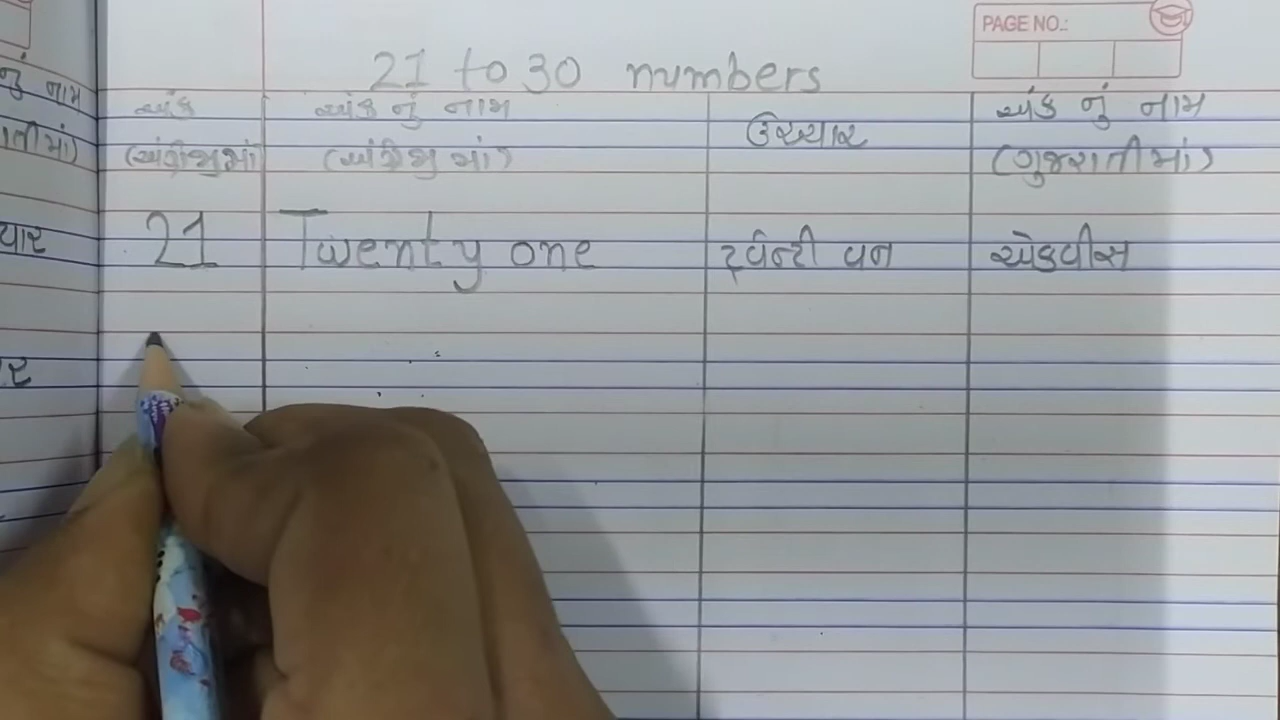 PAGE NO.:
21 to 30 numbers
નું નામ
અંક
અંક નું નામ
ઉચ્ચાર
અંક નું નામ
તીમાં)
(અંગ્રેજીમાં)
(અંગ્રેજીમાં)
(ગુજરાતીમાં)
ચાર
21 Twenty one ટ્વેન્ટી વન એકવીસ
ર